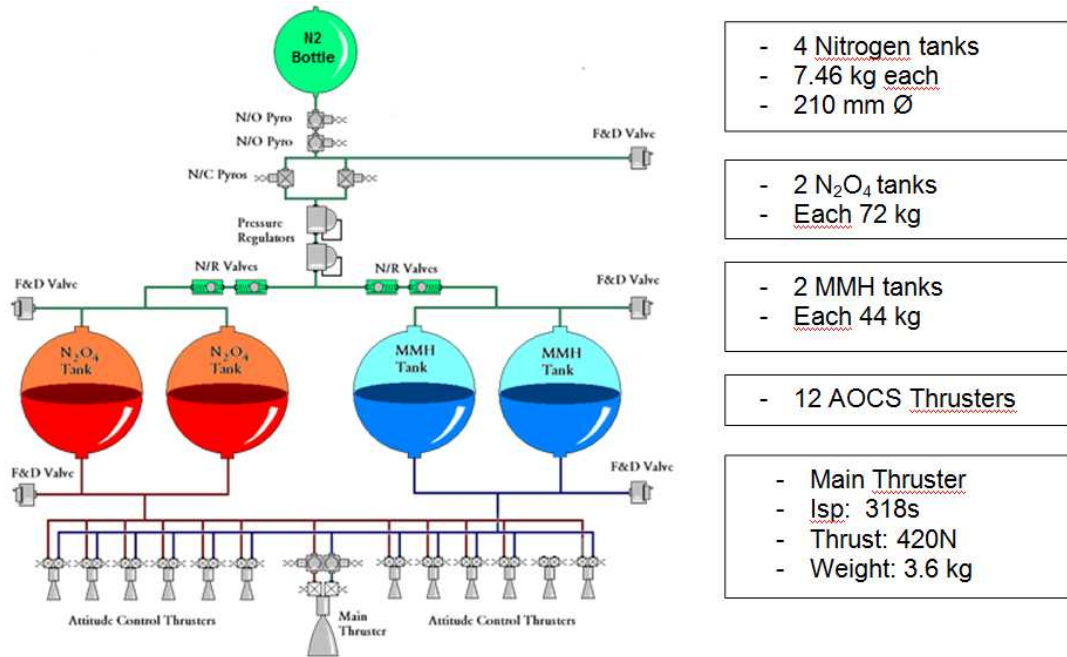 N2
Bottle
N/O Pyro
N/O Pyro
F&D Valve
N/C Pyros
Pressure
Regulators
N/R Valves
N/R Valves
F&D Valve
F&D Valve
N₂O₄
Tank
N₂O₄
Tank
MMH
Tank
MMH
Tank
F&D Valve
F&D Valve
Attitude Control Thrusters
Main
Thruster
Attitude Control Thrusters
- 4 Nitrogen tanks
- 7.46 kg each
- 210 mm Ø
- 2 N₂O₄ tanks
- Each 72 kg
- 2 MMH tanks
- Each 44 kg
- 12 AOCS Thrusters
- Main Thruster
- Isp: 318s
- Thrust: 420N
- Weight: 3.6 kg